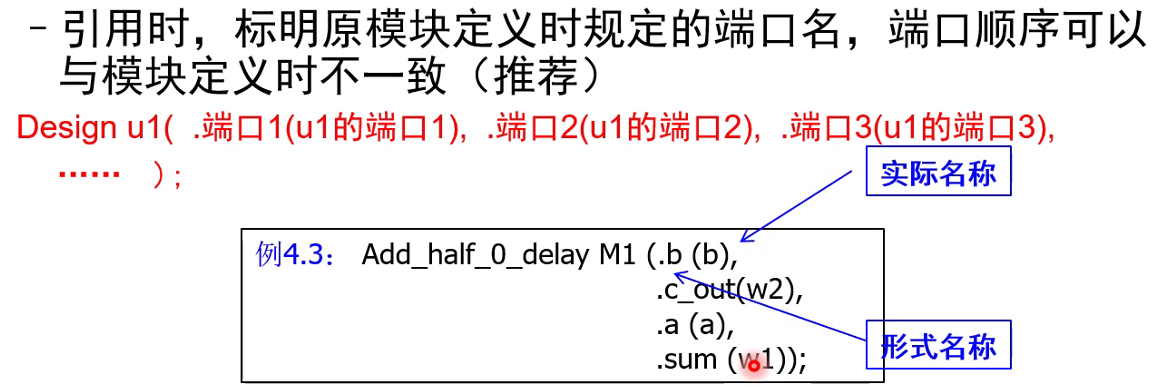 - 引用时，标明原模块定义时规定的端口名，端口顺序可以
与模块定义时不一致（推荐）
Design u1( .端口1(u1的端口1), .端口2(u1的端口2), .端口3(u1的端口3),
…… );
实际名称
例4.3： Add_half_0_delay M1 (.b (b),
.c_out(w2),
.a (a),
形式名称
.sum (w1));